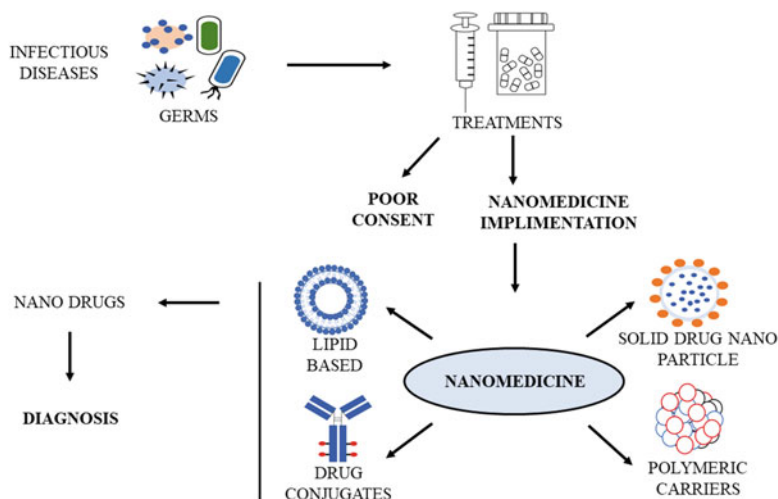 INFECTIOUS
DISEASES
GERMS
TREATMENTS
POOR
CONSENT
NANOMEDICINE
IMPLIMENTATION
NANO DRUGS
DIAGNOSIS
LIPID
BASED
SOLID DRUG NANO
PARTICLE
NANOMEDICINE
DRUG
CONJUGATES
POLYMERIC
CARRIERS